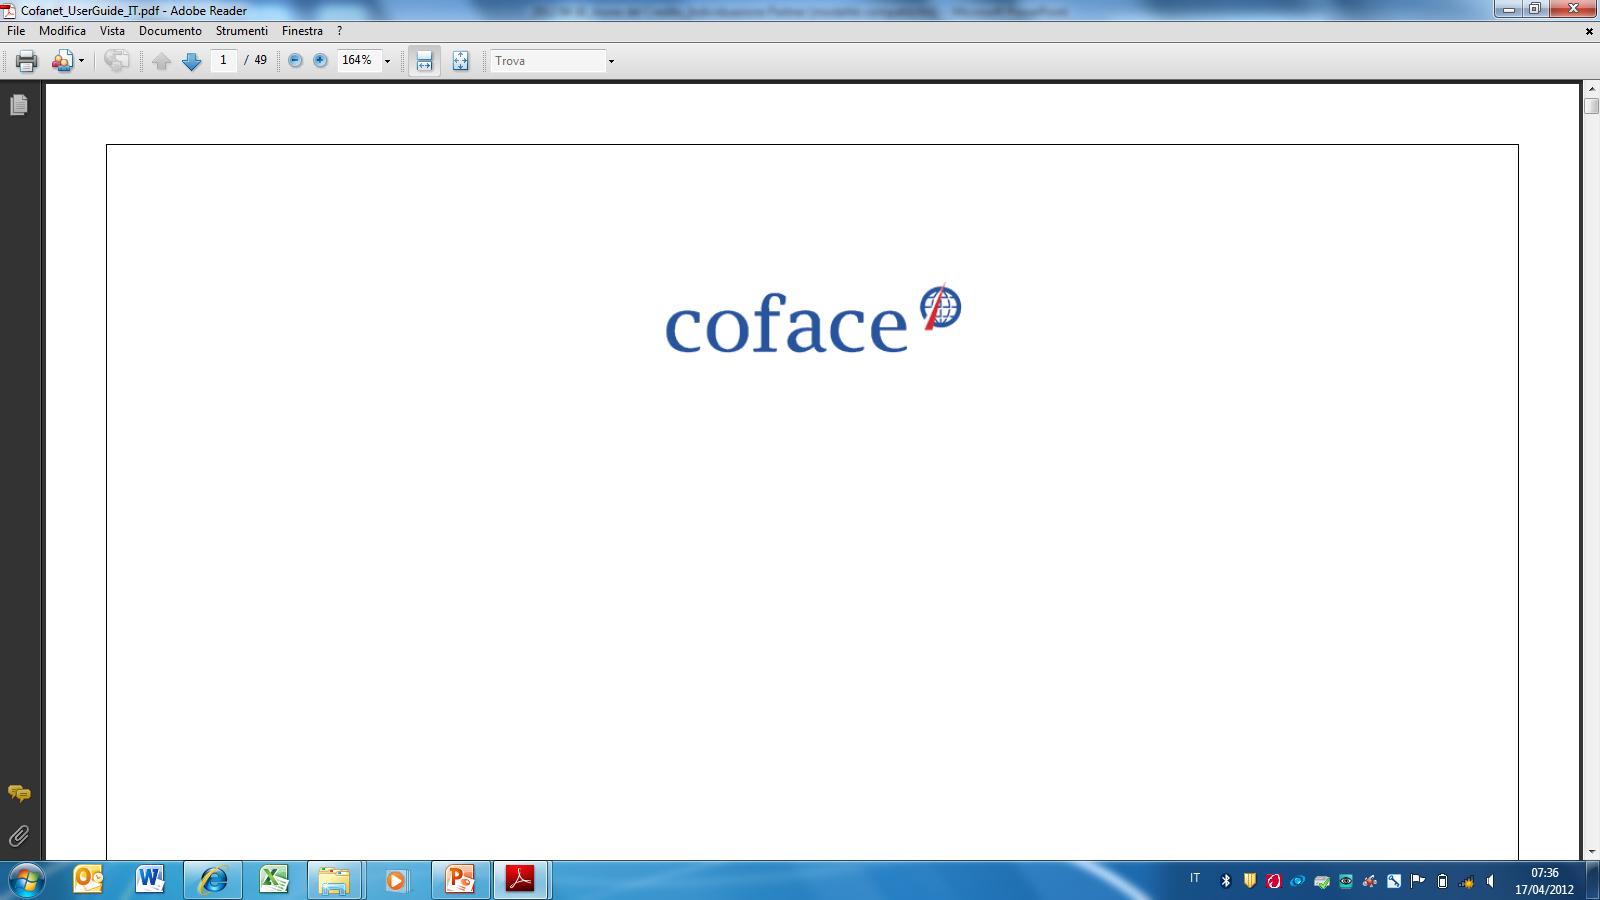 Cofanet_UserGuide_IT.pdf - Adobe Reader
File Modifica Vista Documento Strumenti Finestra ?
1 / 49 164% Trova
coface
IT
07:36
17/04/2012